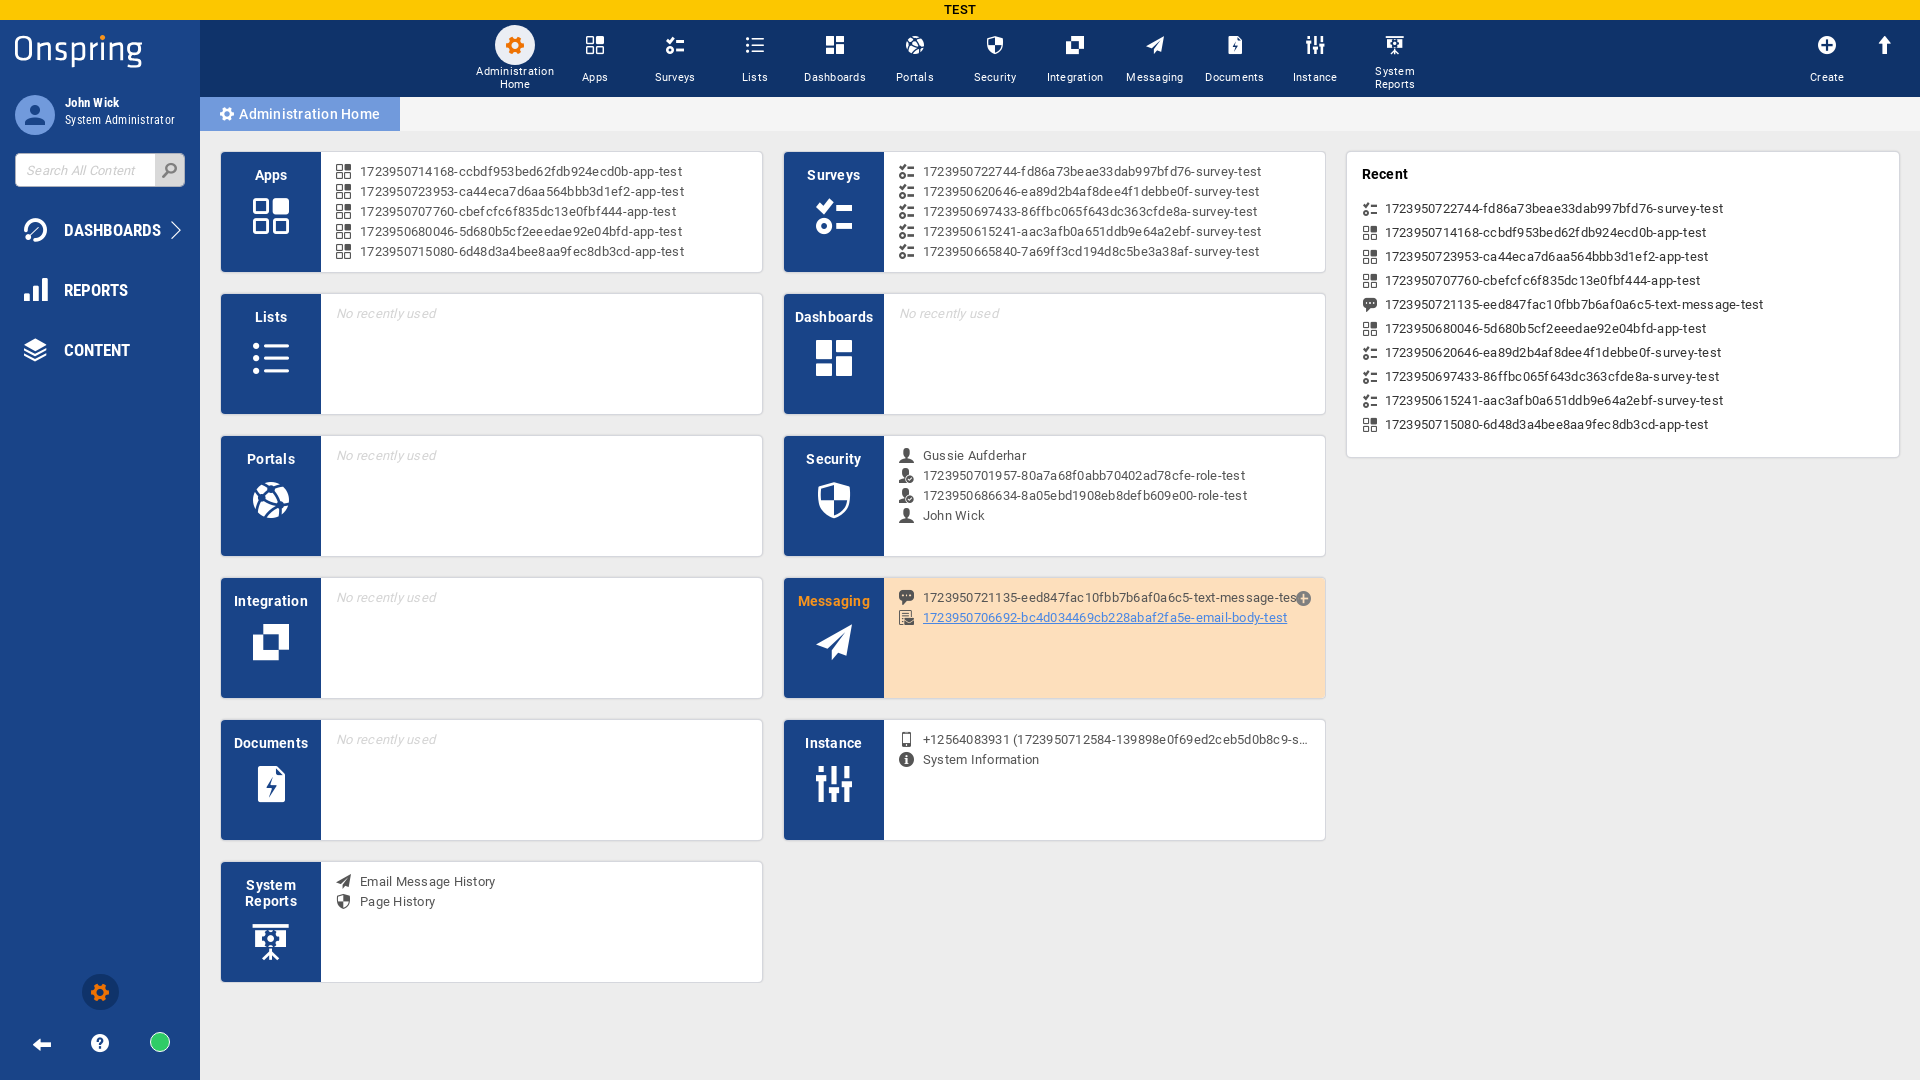 TEST
Onspring
John Wick
System Administrator
Search All Content
DASHBOARDS
REPORTS
CONTENT
Administration Home
Apps
Surveys
Lists
Dashboards
Portals
Security
Integration
Messaging
Documents
Instance
System Reports
Create
Administration Home
Apps
1723950714168-ccbdf953bed62fdb924ecd0b-app-test
1723950723953-ca44eca7d6aa564bbb3d1ef2-app-test
1723950707760-cbefcfc6f835dc13e0fbf444-app-test
1723950680046-5d680b5cf2eeedae92e04bfd-app-test
1723950715080-6d48d3a4bee8aa9fec8db3cd-app-test
Surveys
1723950722744-fd86a73beae33dab997bfd76-survey-test
1723950620646-ea89d2b4af8dee4f1debbe0f-survey-test
1723950697433-86ffbc065f643dc363cfde8a-survey-test
1723950615241-aac3afb0a651ddb9e64a2ebf-survey-test
1723950665840-7a69ff3cd194d8c5be3a38af-survey-test
Lists
No recently used
Dashboards
No recently used
Portals
No recently used
Security
Gussie Aufderhar
1723950701957-80a7a68f0abb70402ad78cfe-role-test
1723950686634-8a05ebd1908eb8defb609e00-role-test
John Wick
Integration
No recently used
Messaging
1723950721135-eed847fac10fbb7b6af0a6c5-text-message-tes
1723950706692-bc4d034469cb228abaf2fa5e-email-body-test
Documents
No recently used
Instance
+12564083931 (1723950712584-139898e0f69ed2ceb5d0b8c9-s...
System Information
System
Reports
Email Message History
Page History
Recent
1723950722744-fd86a73beae33dab997bfd76-survey-test
1723950714168-ccbdf953bed62fdb924ecd0b-app-test
1723950723953-ca44eca7d6aa564bbb3d1ef2-app-test
1723950707760-cbefcfc6f835dc13e0fbf444-app-test
1723950721135-eed847fac10fbb7b6af0a6c5-text-message-test
1723950680046-5d680b5cf2eeedae92e04bfd-app-test
1723950620646-ea89d2b4af8dee4f1debbe0f-survey-test
1723950697433-86ffbc065f643dc363cfde8a-survey-test
1723950615241-aac3afb0a651ddb9e64a2ebf-survey-test
1723950715080-6d48d3a4bee8aa9fec8db3cd-app-test